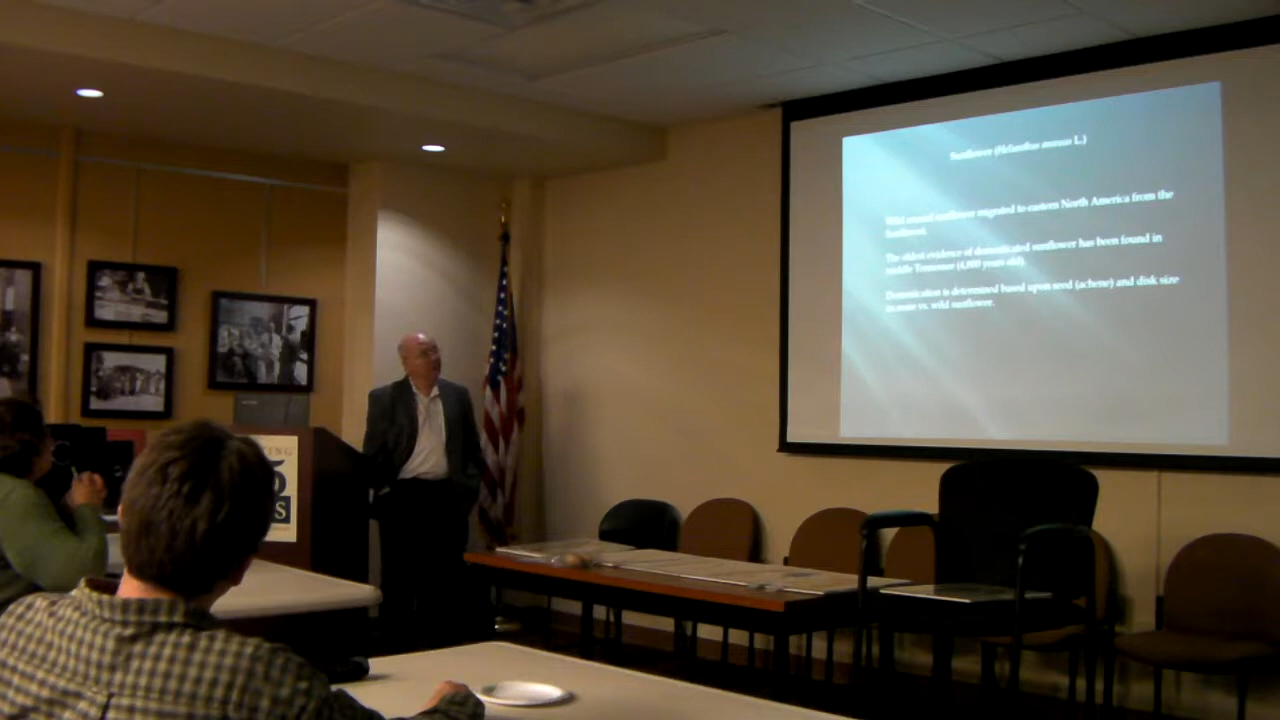 Sunflower (Helianthus annuus L.)
Wild annual sunflower migrated to eastern North America from the
Southwest.
The oldest evidence of domesticated sunflower has been found in
middle Tennessee (4,800 years old).
Domestication is determined based upon seed (achene) and disk size
increase vs. wild sunflower.
ING